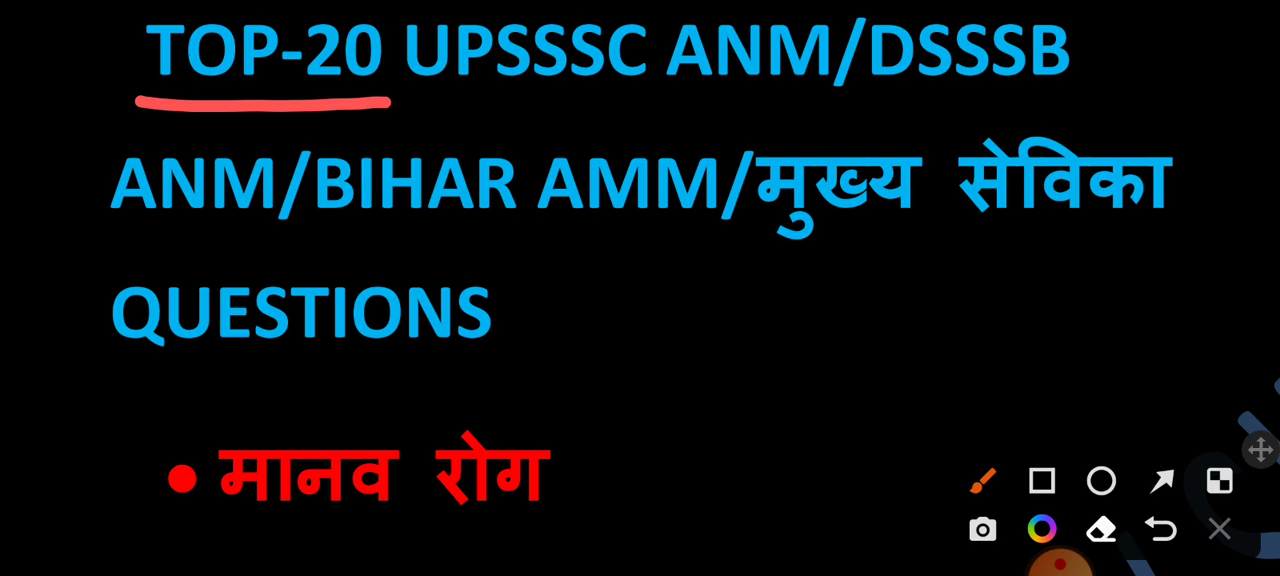 TOP-20 UPSSSC ANM/DSSSB
ANM/BIHAR AMM/मुख्य सेविका
QUESTIONS
• मानव रोग